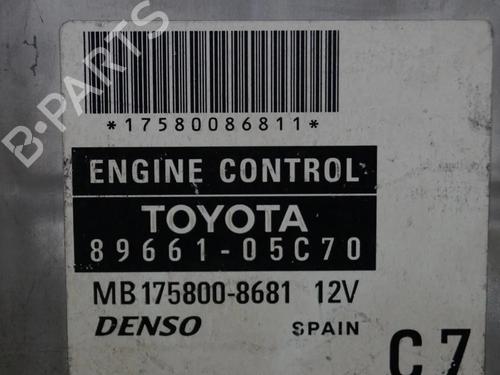 B-PARTS
*17580086811*
ENGINE CONTROL
TOYOTA
89661-05C70
MB175800-8681 12V
DENSO SPAIN
C7